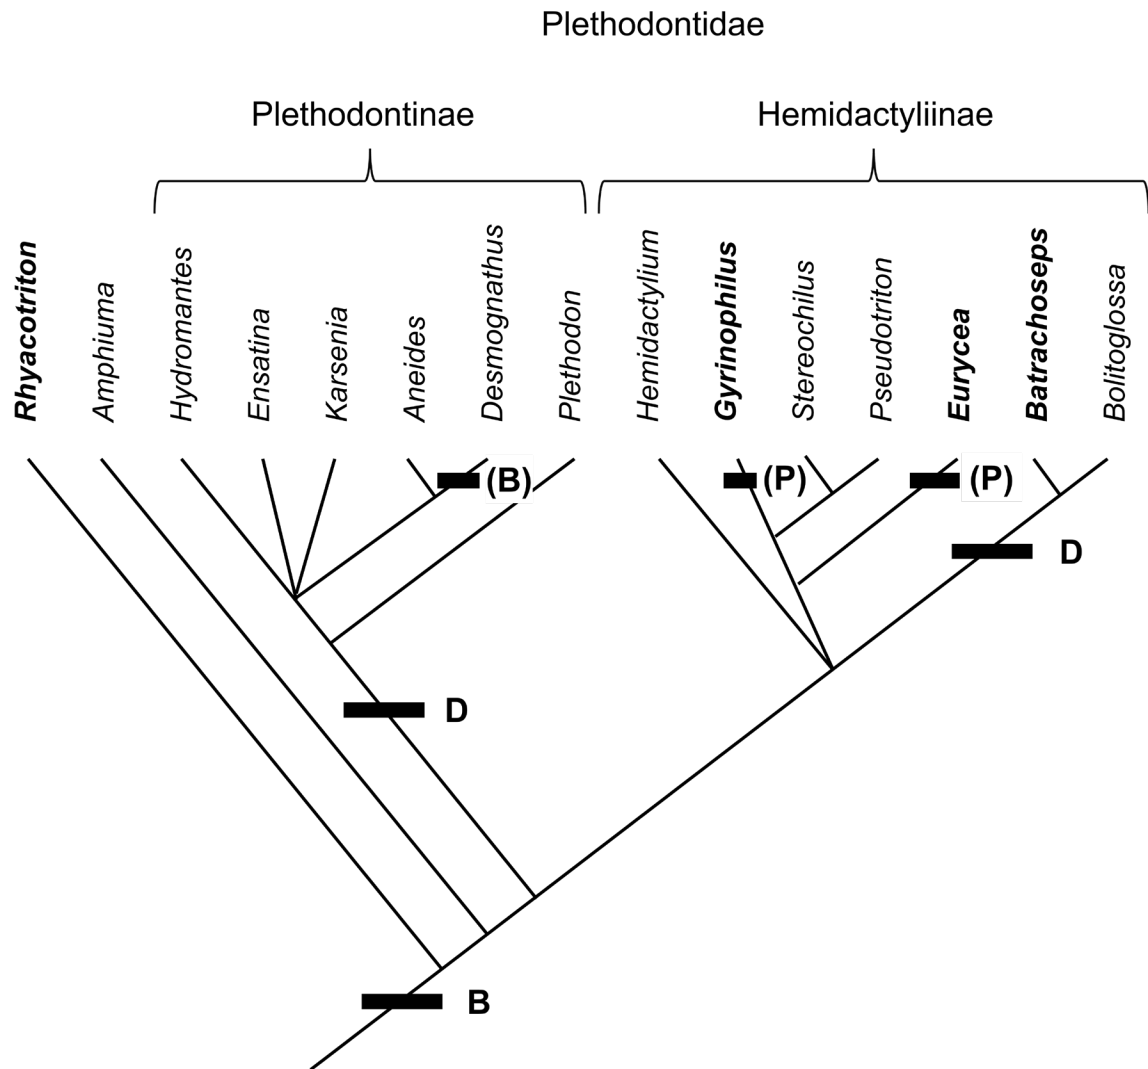 Plethodontidae
Plethodontinae
Hemidactyliinae
Rhyacotriton
Amphiuma
Hydromantes
Ensatina
Karsenia
Aneides
Desmognathus
Plethodon
Hemidactylium
Gyrinophilus
Stereochilus
Pseudotriton
Eurycea
Batrachoseps
Bolitoglossa
(B)
(P)
(P)
D
D
B